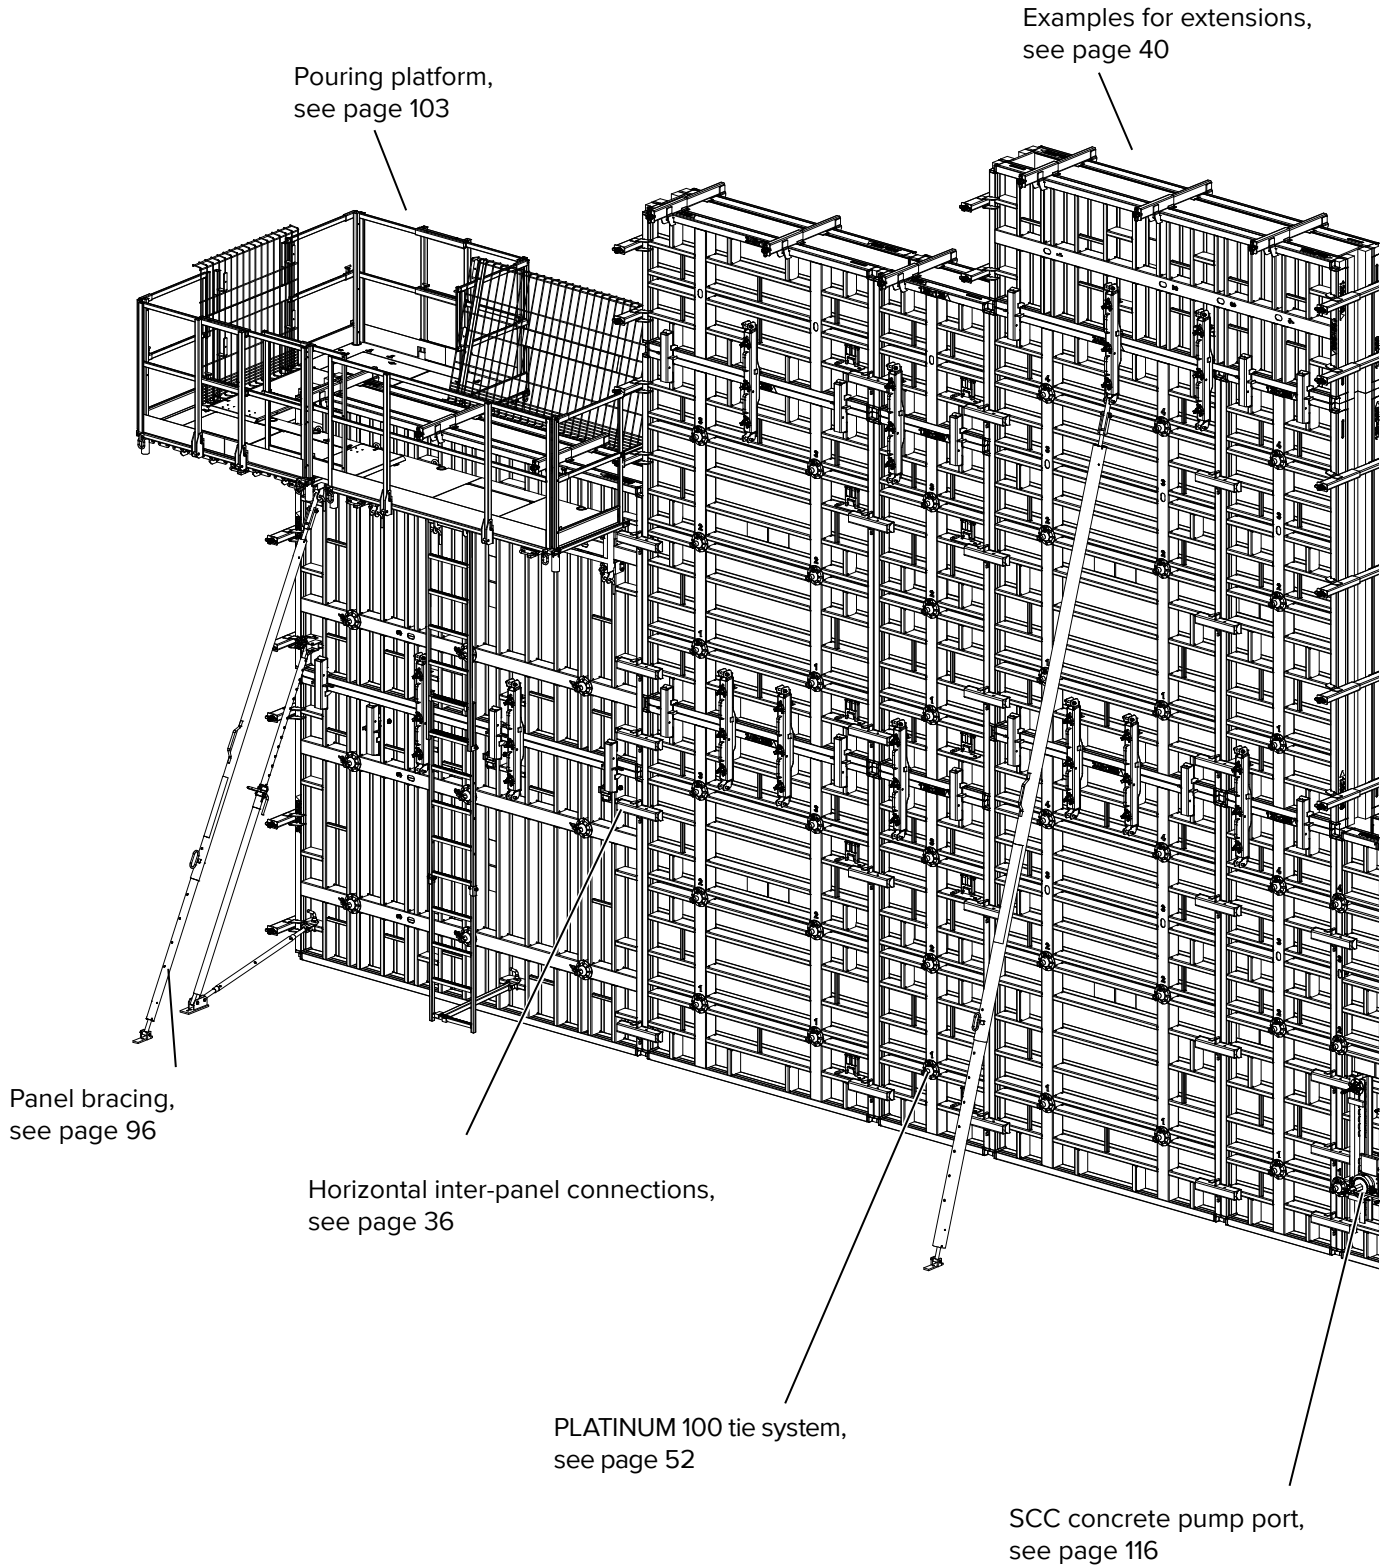 Examples for extensions,
see page 40
Pouring platform,
see page 103
Panel bracing,
see page 96
Horizontal inter-panel connections,
see page 36
PLATINUM 100 tie system,
see page 52
SCC concrete pump port,
see page 116